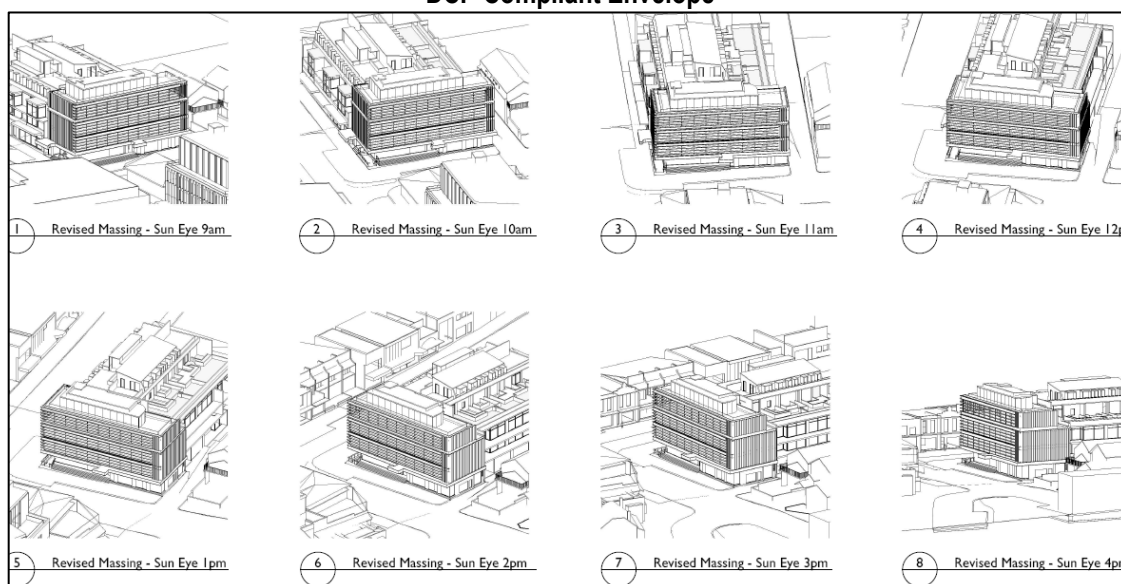 DCP Compliant Envelope
1 Revised Massing - Sun Eye 9am
2 Revised Massing - Sun Eye 10am
3 Revised Massing - Sun Eye 11am
4 Revised Massing - Sun Eye 12p
5 Revised Massing - Sun Eye 1pm
6 Revised Massing - Sun Eye 2pm
7 Revised Massing - Sun Eye 3pm
8 Revised Massing - Sun Eye 4p